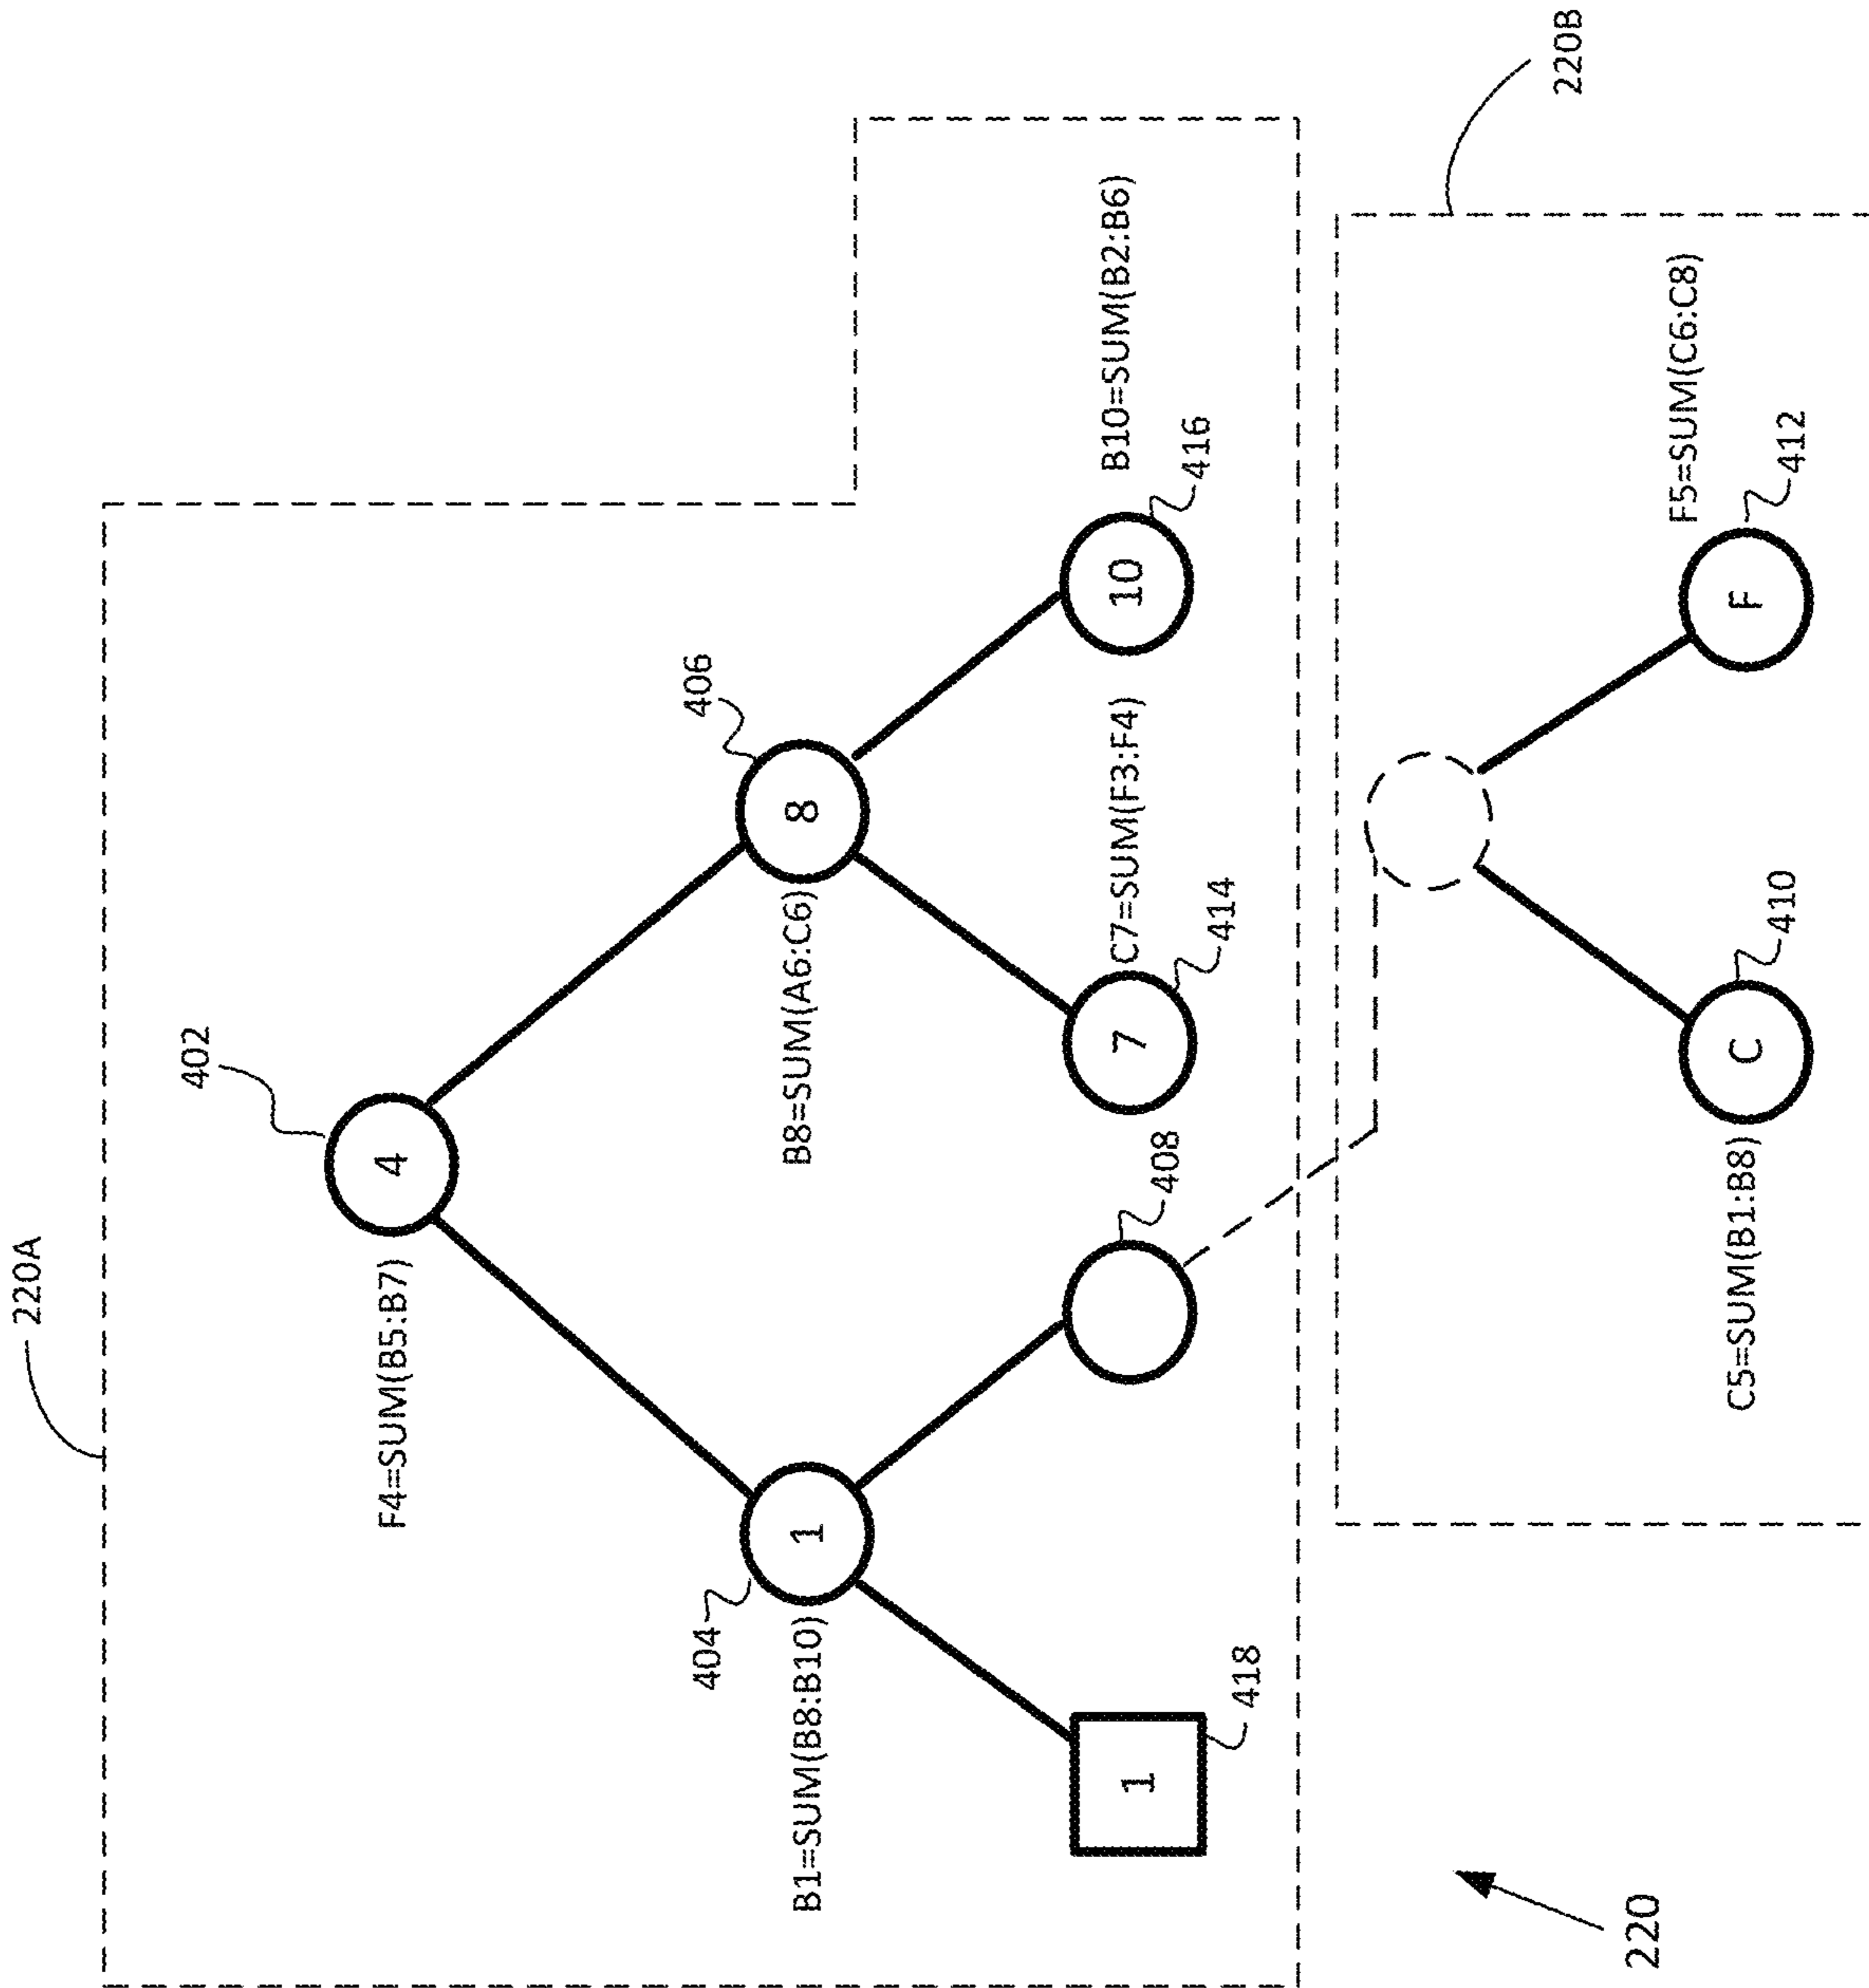 220A
402
4
F4=SUM(B5:B7)
406
404
1
8
B1=SUM(B8:B10)
B8=SUM(A6:C6)
1
7
10
C7=SUM(F3:F4)
B10=SUM(B2:B6)
418
408
414
416
220B
220
C
F
C5=SUM(B1:B8)
F5=SUM(C6:C8)
410
412